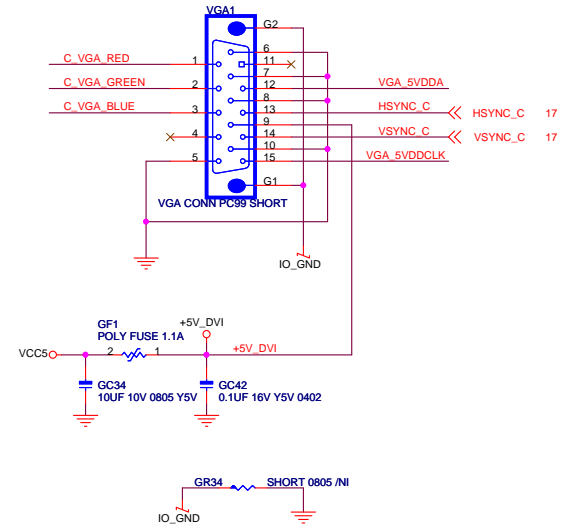 VGA1
G2
6
C_VGA_RED 1 11
7
C_VGA_GREEN 2 12 VGA_5VDDA
8
C_VGA_BLUE 3 13 HSYNC_C HSYNC_C 17
9
4 14 VSYNC_C VSYNC_C 17
10
5 15 VGA_5VDDCLK
G1
VGA CONN PC99 SHORT
IO_GND
GF1 +5V_DVI
POLY FUSE 1.1A
VCC5 2 1 +5V_DVI
GC34 GC42
10UF 10V 0805 Y5V 0.1UF 16V Y5V 0402
GR34 SHORT 0805 /NI
IO_GND